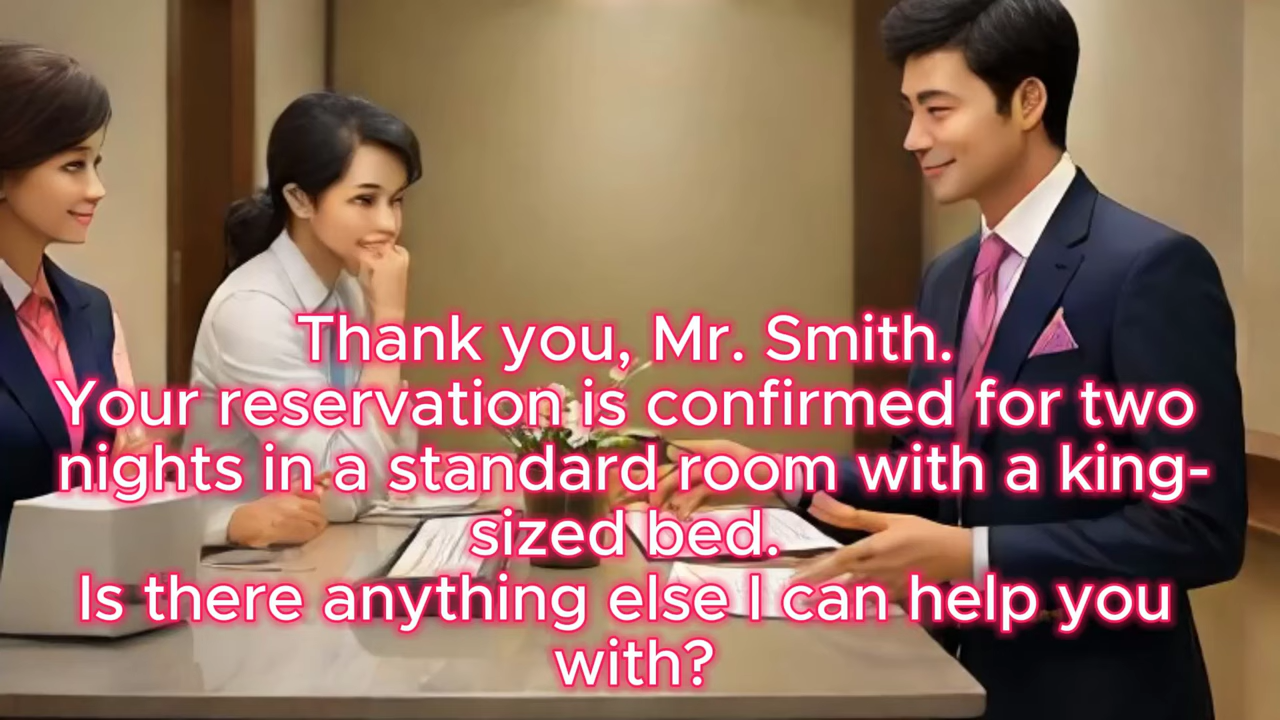 Thank you, Mr. Smith.
Your reservation is confirmed for two
nights in a standard room with a king-
sized bed.
Is there anything else I can help you
with?